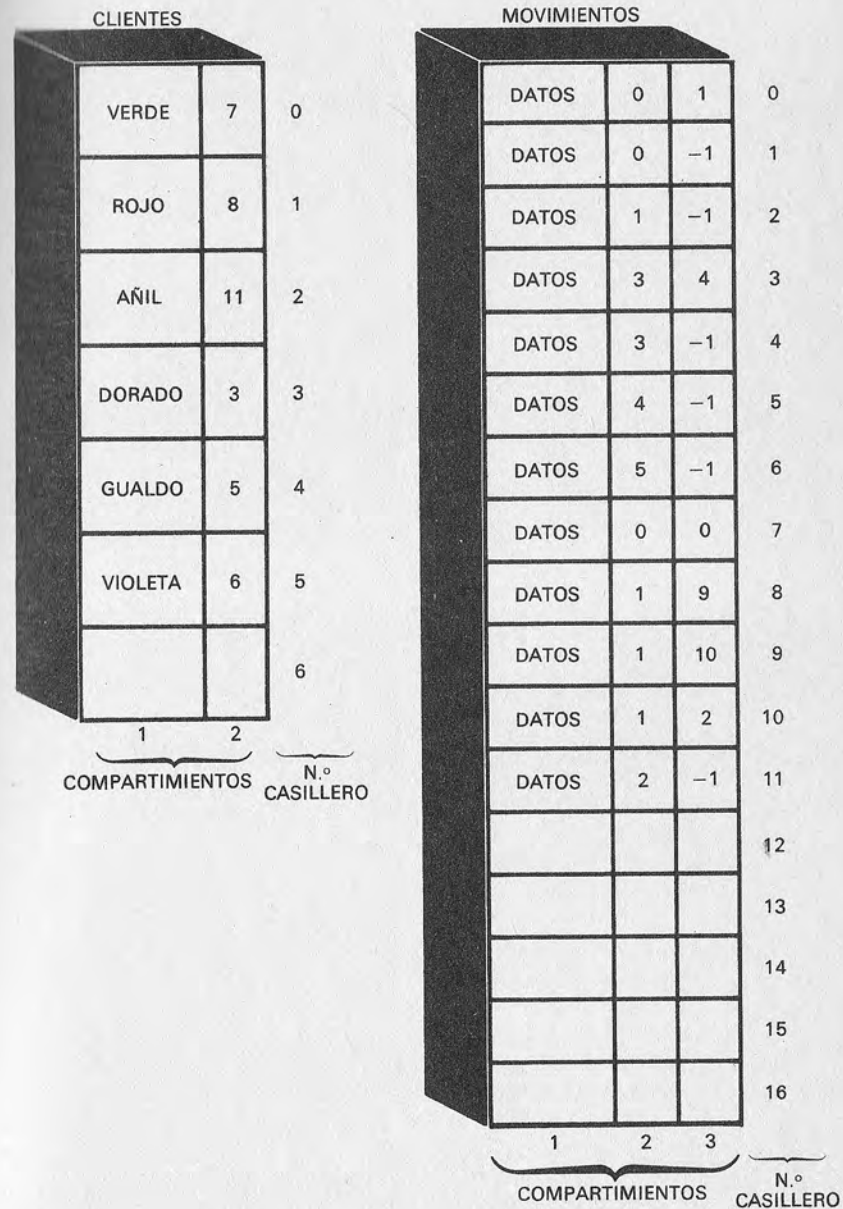 CLIENTES
VERDE 7 0
ROJO 8 1
AÑIL 11 2
DORADO 3 3
GUALDO 5 4
VIOLETA 6 5
6
1 2
COMPARTIMIENTOS
N.º
CASILLERO
MOVIMIENTOS
DATOS 0 1 0
DATOS 0 −1 1
DATOS 1 −1 2
DATOS 3 4 3
DATOS 3 −1 4
DATOS 4 −1 5
DATOS 5 −1 6
DATOS 0 0 7
DATOS 1 9 8
DATOS 1 10 9
DATOS 1 2 10
DATOS 2 −1 11
12
13
14
15
16
1 2 3
COMPARTIMIENTOS
N.º
CASILLERO